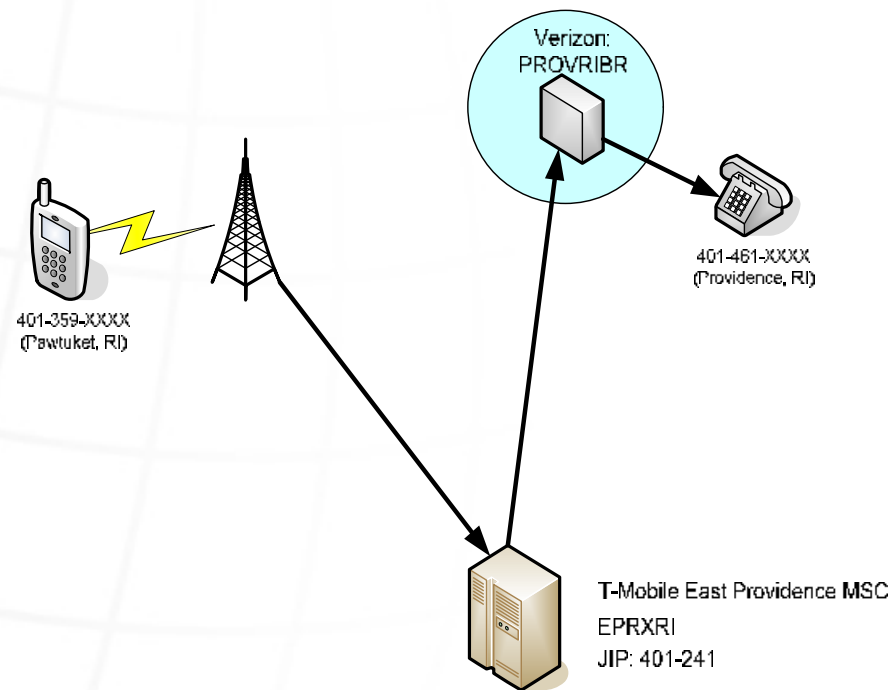 Verizon:
PROVRIBR
401-461-XXXX
(Providence, RI)
401-359-XXXX
(Pawtuket, RI)
T-Mobile East Providence MSC
EPRXRI
JIP: 401-241